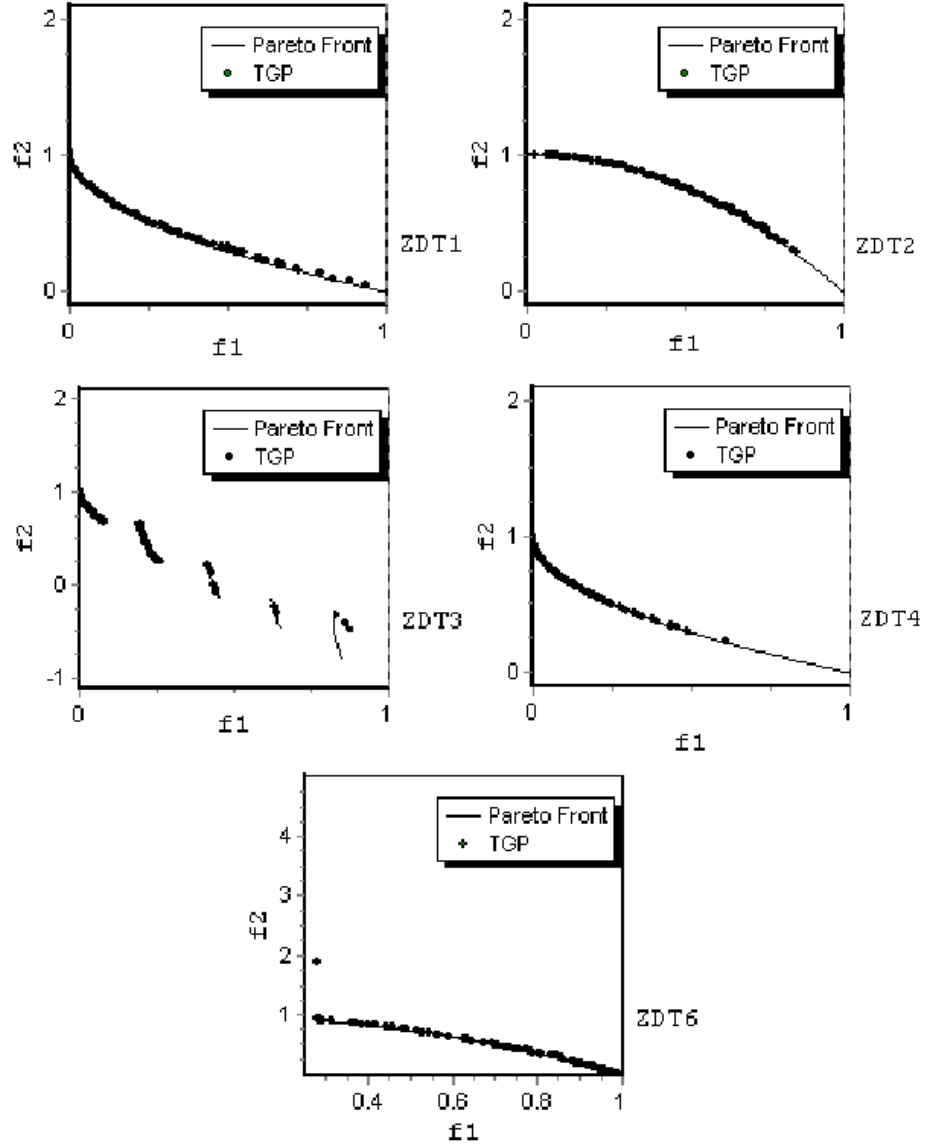 2
Pareto Front
TGP
f2
1
ZDT1
0
0
1
f1
2
Pareto Front
TGP
f2
1
ZDT2
0
0
1
f1
2
Pareto Front
TGP
1
f2
0
ZDT3
-1
0
1
f1
2
Pareto Front
TGP
f2
1
ZDT4
0
0
1
f1
Pareto Front
4
TGP
3
f2
2
1
ZDT6
0.4
0.6
0.8
1
f1